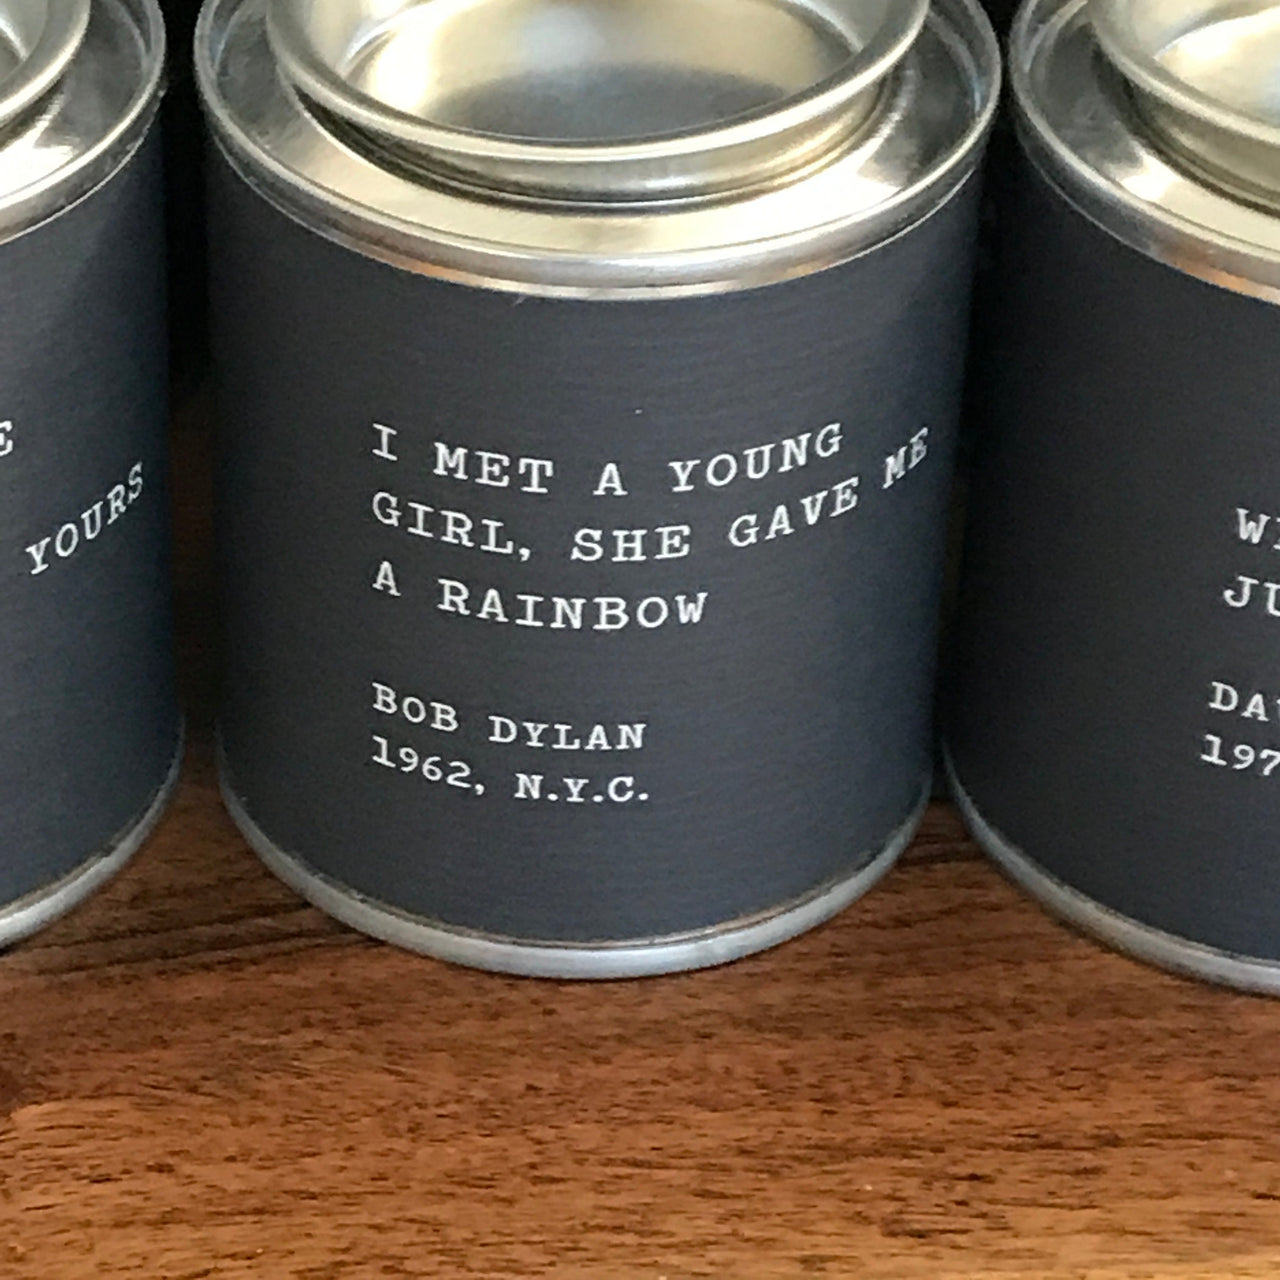 YOURS
I MET A YOUNG
GIRL, SHE GAVE ME
A RAINBOW
BOB DYLAN
1962, N.Y.C.